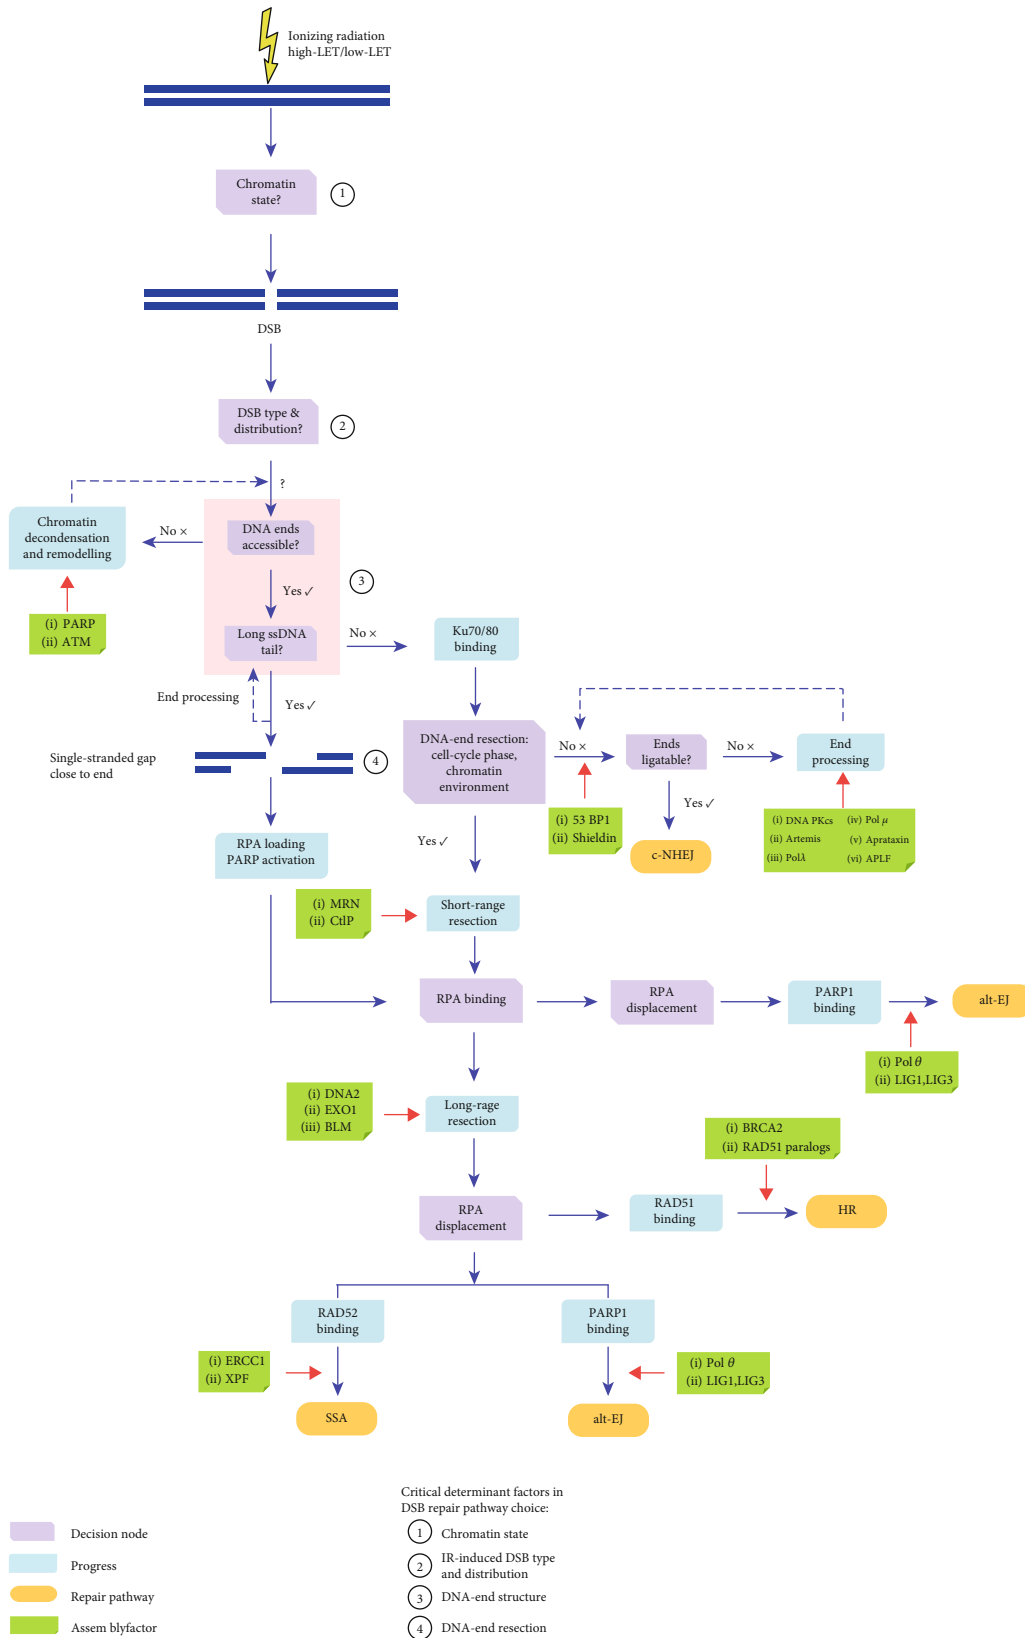 Ionizing radiation
high-LET/low-LET
Chromatin
state?
1
DSB
DSB type &
distribution?
2
?
Chromatin
decondensation
and remodelling
No ×
DNA ends
accessible?
3
Yes ✓
(i) PARP
(ii) ATM
Long ssDNA
tail?
No ×
Ku70/80
binding
End processing
Yes ✓
Single-stranded gap
close to end
4
DNA-end resection:
cell-cycle phase,
chromatin
environment
No ×
Ends
ligatable?
No ×
End
processing
(i) 53 BP1
(ii) Shieldin
Yes ✓
c-NHEJ
(i) DNA PKcs
(ii) Artemis
(iii) Polλ
(iv) Pol μ
(v) Aprataxin
(vi) APLF
RPA loading
PARP activation
Yes ✓
(i) MRN
(ii) CtlP
Short-range
resection
RPA binding
RPA
displacement
PARP1
binding
alt-EJ
(i) Pol θ
(ii) LIG1,LIG3
(i) DNA2
(ii) EXO1
(iii) BLM
Long-rage
resection
(i) BRCA2
(ii) RAD51 paralogs
RPA
displacement
RAD51
binding
HR
RAD52
binding
PARP1
binding
(i) ERCC1
(ii) XPF
(i) Pol θ
(ii) LIG1,LIG3
SSA
alt-EJ
Decision node
Progress
Repair pathway
Assem blyfactor
Critical determinant factors in
DSB repair pathway choice:
1 Chromatin state
2 IR-induced DSB type
and distribution
3 DNA-end structure
4 DNA-end resection